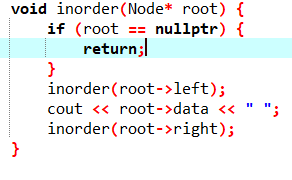 void inorder(Node* root) {
    if (root == nullptr) {
        return;
    }
    inorder(root->left);
    cout << root->data << " ";
    inorder(root->right);
}